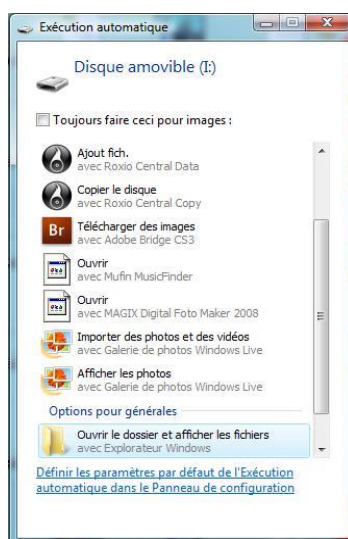 Exécution automatique
Disque amovible (I:)
Toujours faire ceci pour images :
Ajout fich.
avec Roxio Central Data
Copier le disque
avec Roxio Central Copy
Br
Télécharger des images
avec Adobe Bridge CS3
Ouvrir
avec Mufin MusicFinder
Ouvrir
avec MAGIX Digital Foto Maker 2008
Importer des photos et des vidéos
avec Galerie de photos Windows Live
Afficher les photos
avec Galerie de photos Windows Live
Options pour générales
Ouvrir le dossier et afficher les fichiers
avec Explorateur Windows
Définir les paramètres par défaut de l'Exécution
automatique dans le Panneau de configuration